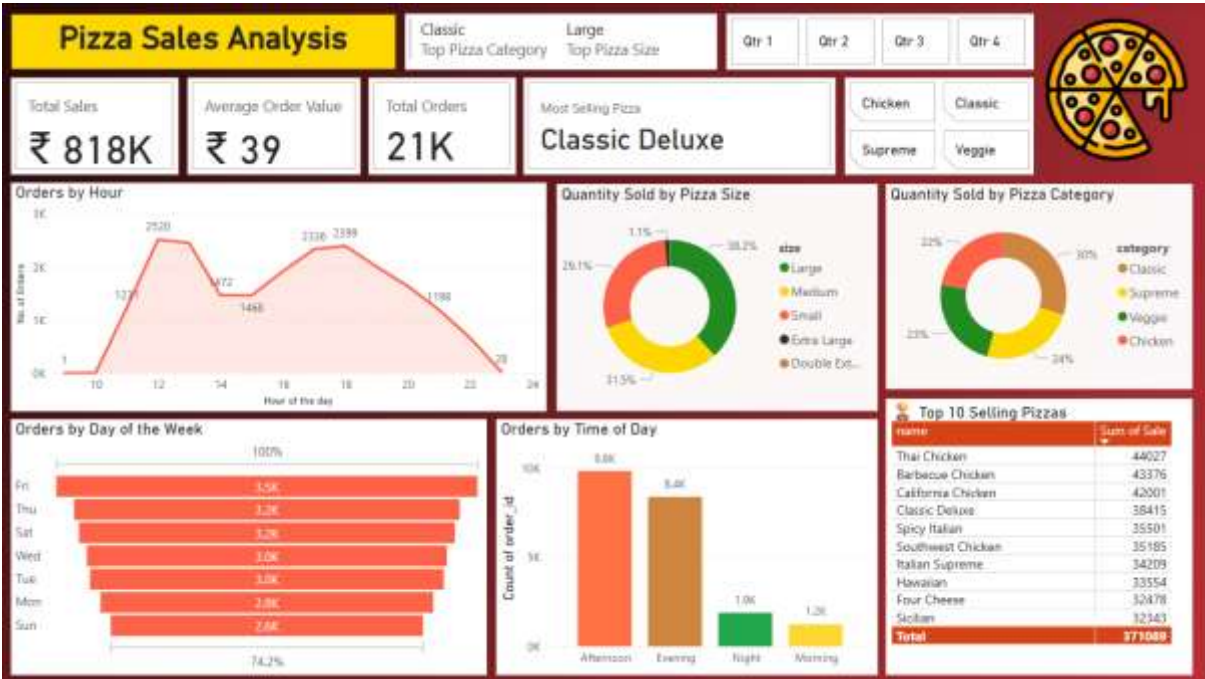 Pizza Sales Analysis
Classic
Top Pizza Category
Large
Top Pizza Size
Qtr 1
Qtr 2
Qtr 3
Qtr 4
Total Sales
₹ 818K
Average Order Value
₹ 39
Total Orders
21K
Most Selling Pizza
Classic Deluxe
Chicken
Classic
Supreme
Veggie
Orders by Hour
No. of Orders
3K
2K
1K
0K
1
2520
1472
1468
2336 2399
1198
28
10 12 14 16 18 20 22 24
Hour of the day
Quantity Sold by Pizza Size
1.1%
38.2%
29.1%
31.5%
size
Large
Medium
Small
Extra Large
Double Ext...
Quantity Sold by Pizza Category
22%
30%
23%
24%
category
Classic
Supreme
Veggie
Chicken
Orders by Day of the Week
100%
Fri 3.5K
Thu 3.2K
Sat 3.2K
Wed 3.0K
Tue 3.0K
Mon 2.8K
Sun 2.6K
74.2%
Orders by Time of Day
Count of order_id
10K
5K
0K
8.4K
1.9K
1.2K
Afternoon Evening Night Morning
Top 10 Selling Pizzas
name Sum of Sale
Thai Chicken 44027
Barbecue Chicken 43376
California Chicken 42001
Classic Deluxe 38415
Spicy Italian 35501
Southwest Chicken 35185
Italian Supreme 34209
Hawaiian 33554
Four Cheese 32478
Sicilian 32343
Total 371089